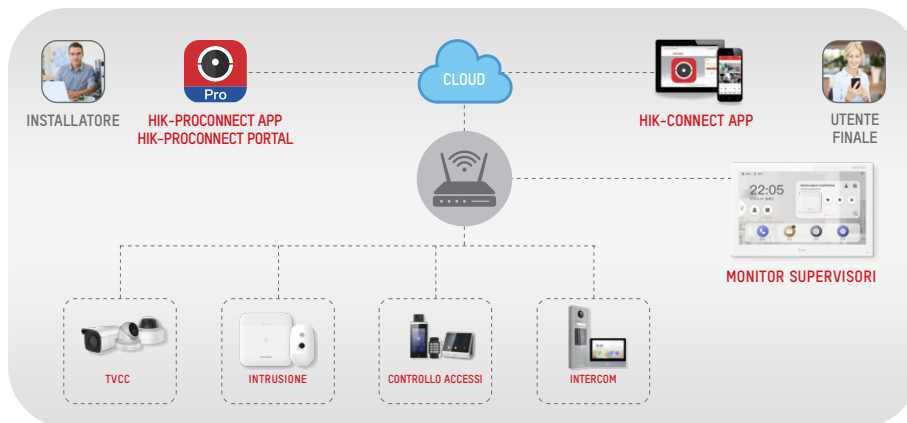 Pro
CLOUD
INSTALLATORE
HIK-PROCONNECT APP
HIK-PROCONNECT PORTAL
HIK-CONNECT APP
UTENTE
FINALE
22:05
MONITOR SUPERVISORI
TVCC
INTRUSIONE
CONTROLLO ACCESSI
INTERCOM